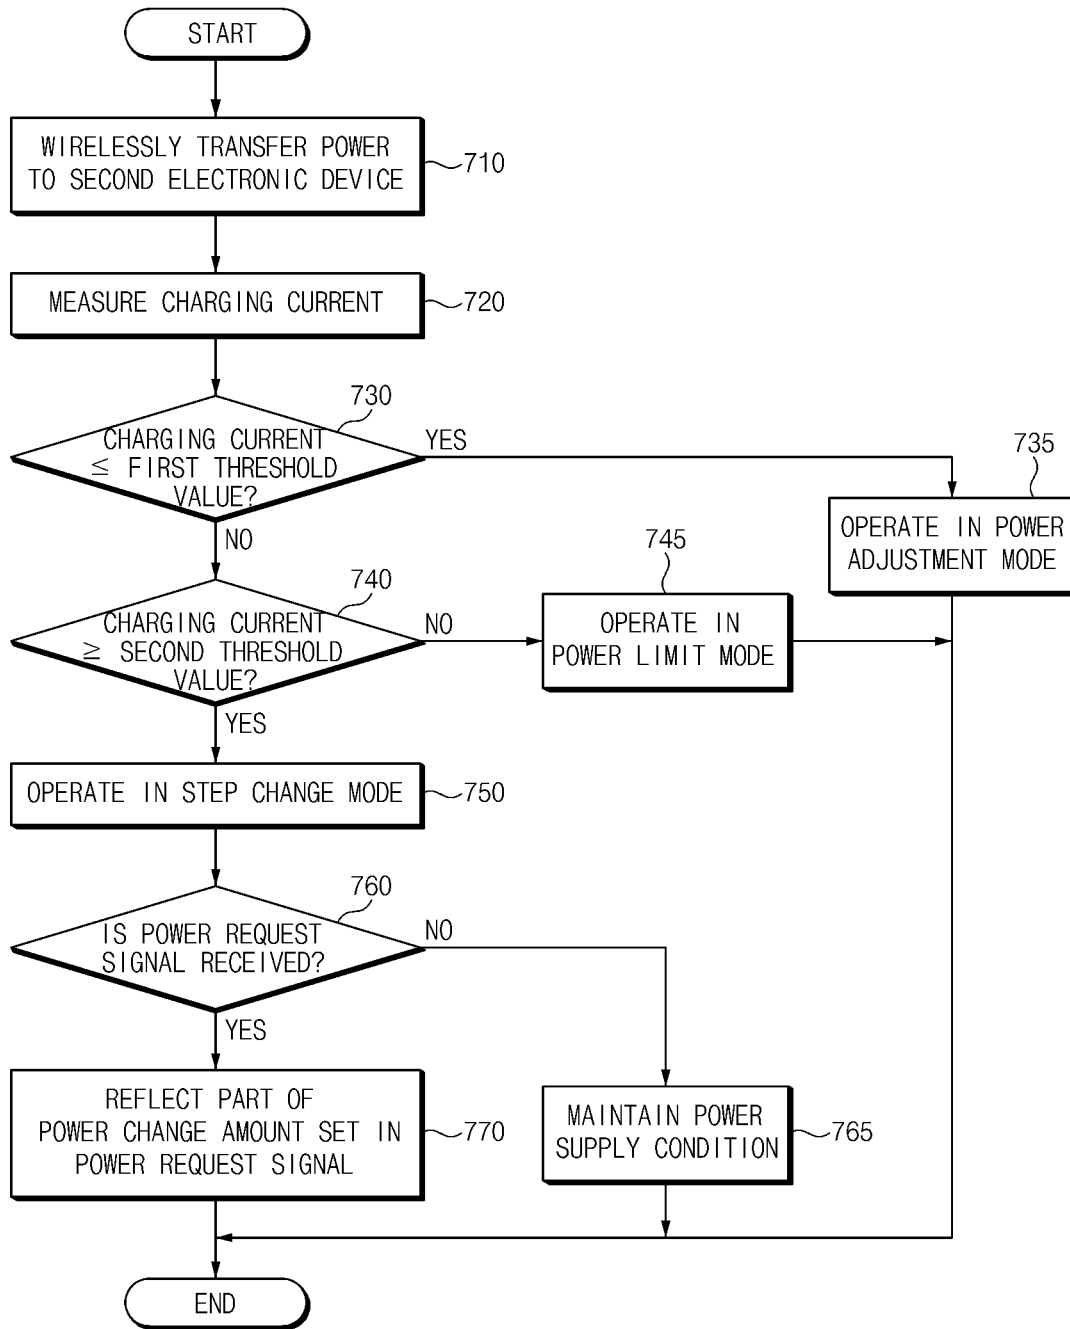 START
WIRELESSLY TRANSFER POWER
TO SECOND ELECTRONIC DEVICE
710
MEASURE CHARGING CURRENT
720
730
CHARGING CURRENT
≤ FIRST THRESHOLD
VALUE?
YES
NO
735
OPERATE IN POWER
ADJUSTMENT MODE
740
CHARGING CURRENT
≥ SECOND THRESHOLD
VALUE?
NO
YES
745
OPERATE IN
POWER LIMIT MODE
OPERATE IN STEP CHANGE MODE
750
760
IS POWER REQUEST
SIGNAL RECEIVED?
NO
YES
REFLECT PART OF
POWER CHANGE AMOUNT SET IN
POWER REQUEST SIGNAL
770
MAINTAIN POWER
SUPPLY CONDITION
765
END